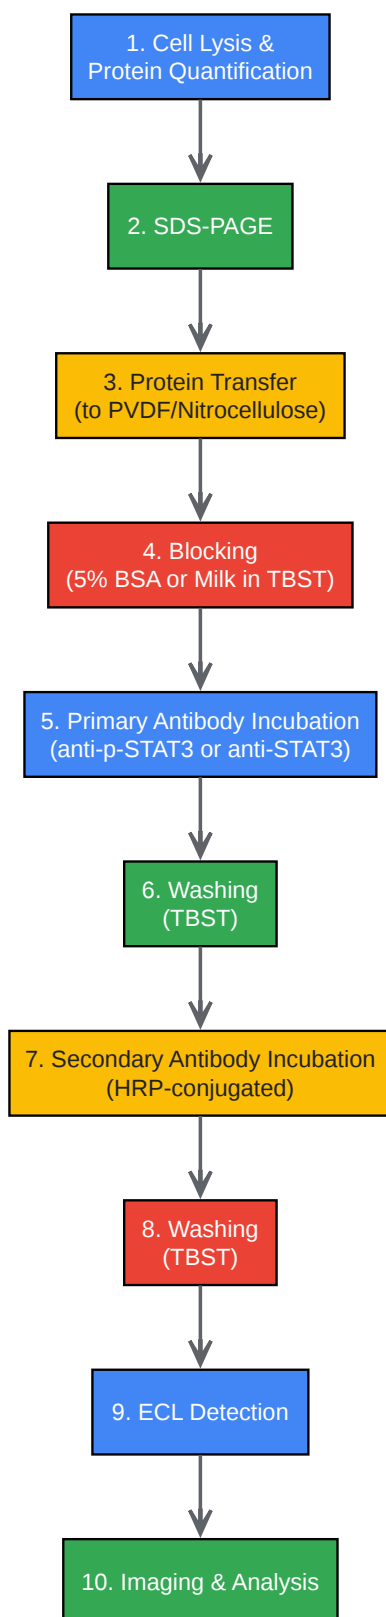 1. Cell Lysis &
Protein Quantification
2. SDS-PAGE
3. Protein Transfer
(to PVDF/Nitrocellulose)
4. Blocking
(5% BSA or Milk in TBST)
5. Primary Antibody Incubation
(anti-p-STAT3 or anti-STAT3)
6. Washing
(TBST)
7. Secondary Antibody Incubation
(HRP-conjugated)
8. Washing
(TBST)
9. ECL Detection
10. Imaging & Analysis